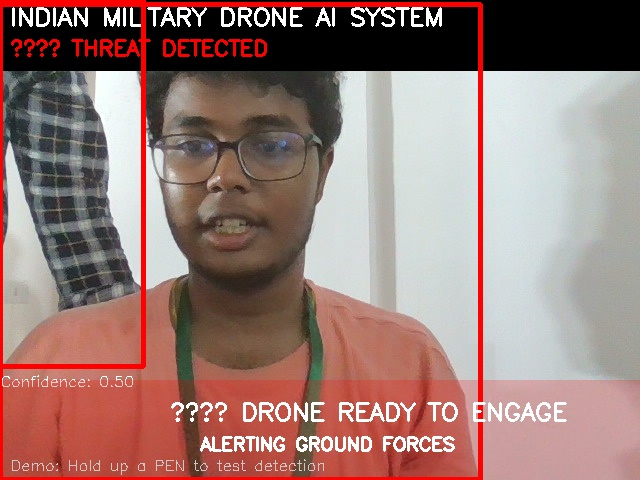 INDIAN MILITARY DRONE AI SYSTEM
???? THREAT DETECTED
Confidence: 0.50
???? DRONE READY TO ENGAGE
ALERTING GROUND FORCES
Demo: Hold up a PEN to test detection